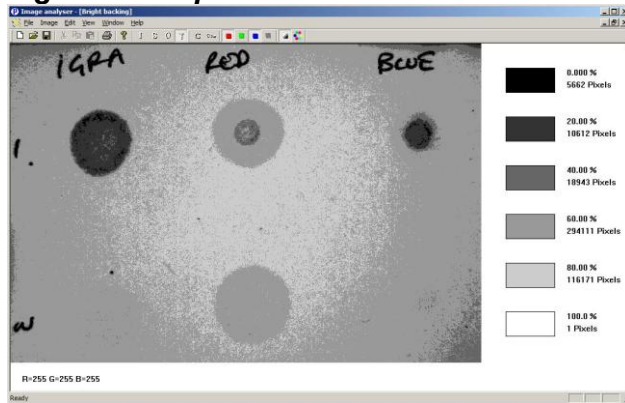 Image analyser - [Bright backing]
File Image Edit View Window Help
IGRA RED BLUE
1.
0.000 %
5662 Pixels
20.00 %
10612 Pixels
40.00 %
18943 Pixels
60.00 %
294111 Pixels
80.00 %
116171 Pixels
100.0 %
1 Pixels
R=255 G=255 B=255
Ready